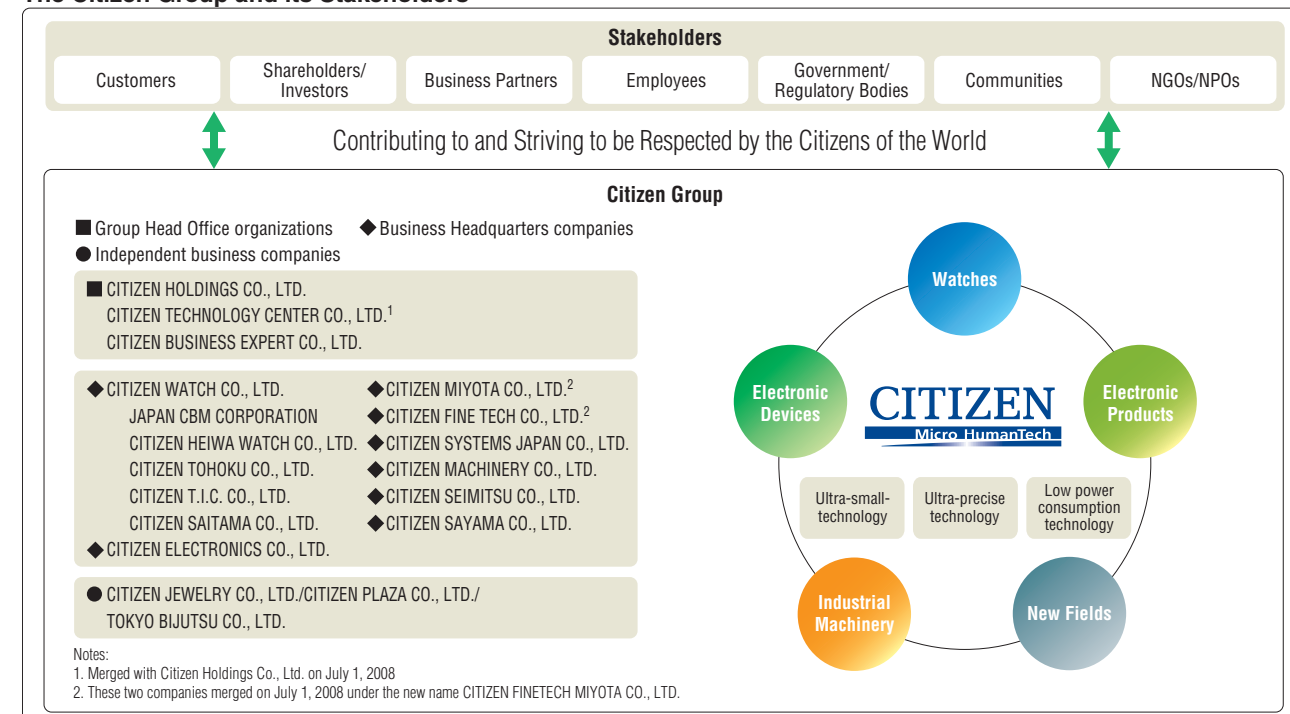 The Citizen Group and its Stakeholders
Stakeholders
Customers
Shareholders/
Investors
Business Partners
Employees
Government/
Regulatory Bodies
Communities
NGOs/NPOs
Contributing to and Striving to be Respected by the Citizens of the World
Citizen Group
■ Group Head Office organizations ◆ Business Headquarters companies
● Independent business companies
■ CITIZEN HOLDINGS CO., LTD.
CITIZEN TECHNOLOGY CENTER CO., LTD.1
CITIZEN BUSINESS EXPERT CO., LTD.
◆ CITIZEN WATCH CO., LTD.
JAPAN CBM CORPORATION
CITIZEN HEIWA WATCH CO., LTD.
CITIZEN TOHOKU CO., LTD.
CITIZEN T.I.C. CO., LTD.
CITIZEN SAITAMA CO., LTD.
◆ CITIZEN ELECTRONICS CO., LTD.
◆ CITIZEN MIYOTA CO., LTD.2
◆ CITIZEN FINE TECH CO., LTD.2
◆ CITIZEN SYSTEMS JAPAN CO., LTD.
◆ CITIZEN MACHINERY CO., LTD.
◆ CITIZEN SEIMITSU CO., LTD.
◆ CITIZEN SAYAMA CO., LTD.
● CITIZEN JEWELRY CO., LTD./CITIZEN PLAZA CO., LTD./
TOKYO BIJUTSU CO., LTD.
Notes:
1. Merged with Citizen Holdings Co., Ltd. on July 1, 2008
2. These two companies merged on July 1, 2008 under the new name CITIZEN FINETECH MIYOTA CO., LTD.
Watches
Electronic
Devices
CITIZEN
Micro HumanTech
Electronic
Products
Ultra-small-
technology
Ultra-precise
technology
Low power
consumption
technology
Industrial
Machinery
New Fields